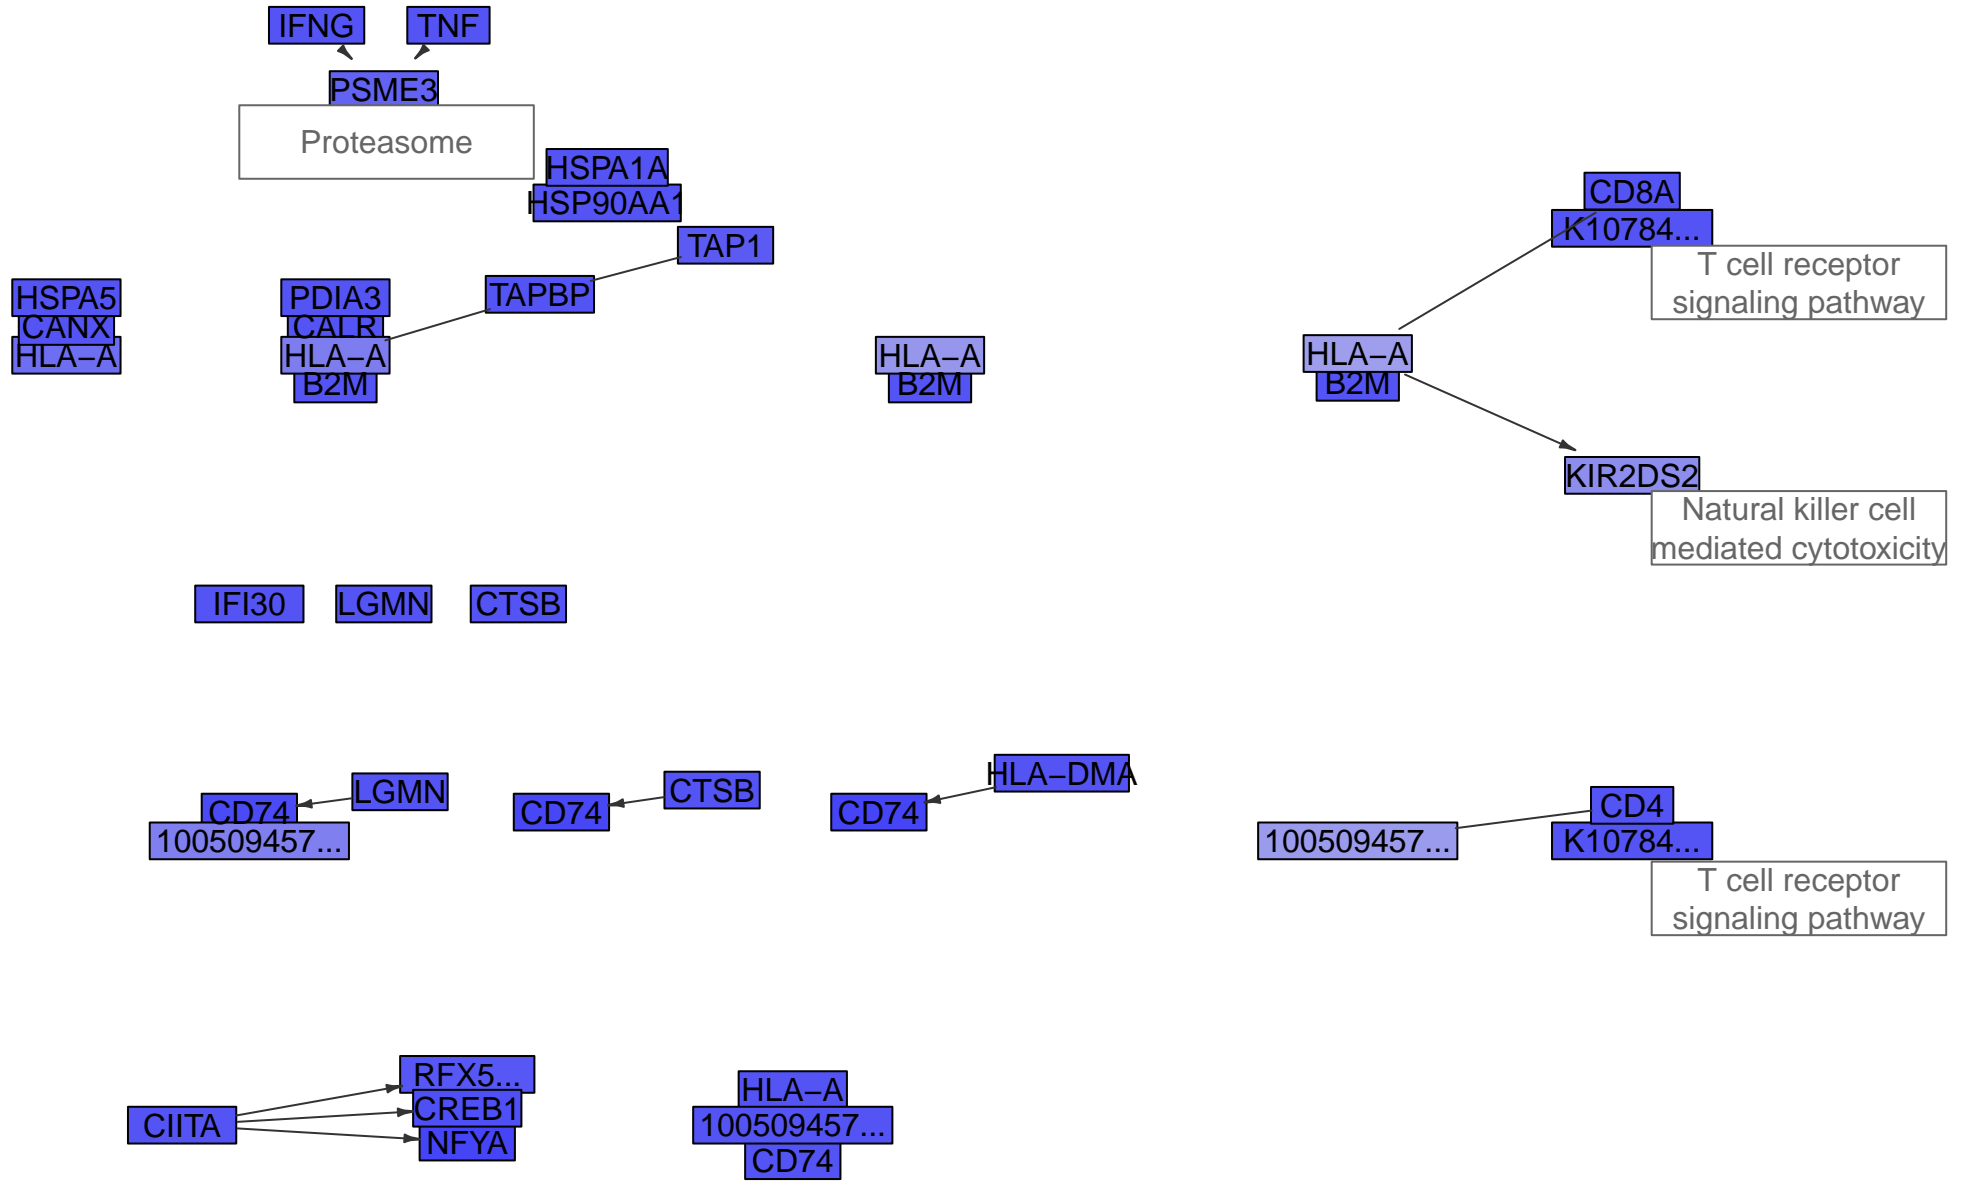 IFNG
TNF
PSME3
Proteasome
HSPA1A
HSP90AA1
CD8A
K10784...
T cell receptor
signaling pathway
TAP1
TAPBP
HSPA5
CANX
HLA−A
PDIA3
CALR
HLA−A
B2M
HLA−A
B2M
HLA−A
B2M
KIR2DS2
Natural killer cell
mediated cytotoxicity
IFI30
LGMN
CTSB
LGMN
CD74
100509457...
CTSB
CD74
HLA−DMA
CD74
100509457...
CD4
K10784...
T cell receptor
signaling pathway
CIITA
RFX5...
CREB1
NFYA
HLA−A
100509457...
CD74